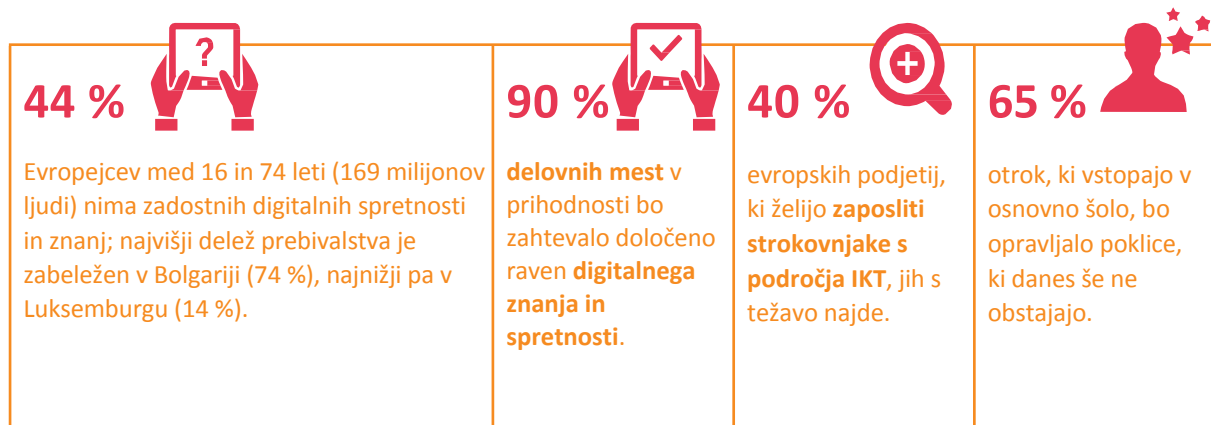 ?
44 %
Evropejcev med 16 in 74 leti (169 milijonov
ljudi) nima zadostnih digitalnih spretnosti
in znanj; najvišji delež prebivalstva je
zabeležen v Bolgariji (74 %), najnižji pa v
Luksemburgu (14 %).
90 %
delovnih mest v
prihodnosti bo
zahtevalo določeno
raven digitalnega
znanja in
spretnosti.
40 %
evropskih podjetij,
ki želijo zaposliti
strokovnjake s
področja IKT, jih s
težavo najde.
65 %
otrok, ki vstopajo v
osnovno šolo, bo
opravljalo poklice,
ki danes še ne
obstajajo.